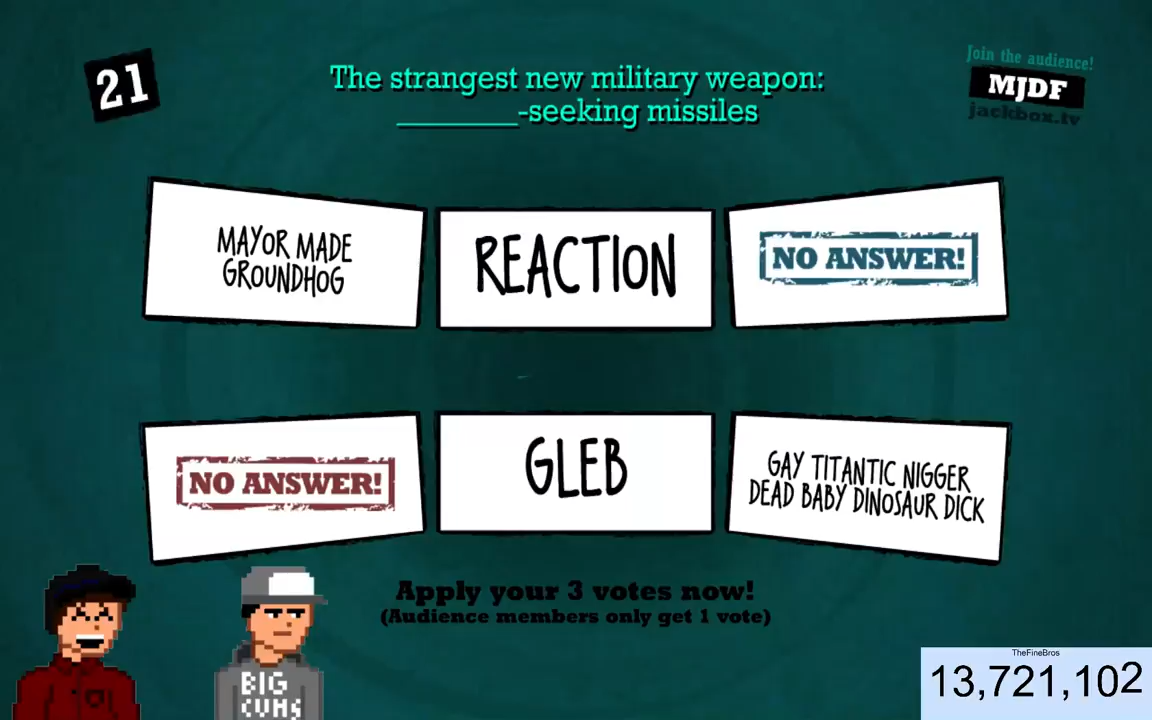 21
The strangest new military weapon:
________-seeking missiles
Join the audience!
MJDF
jackbox.tv
MAYOR MADE
GROUNDHOG
REACTION
NO ANSWER!
NO ANSWER!
GLEB
GAY TITANTIC NIGGER
DEAD BABY DINOSAUR DICK
Apply your 3 votes now!
(Audience members only get 1 vote)
BIG
CUMS
TheFineBros
13,721,102